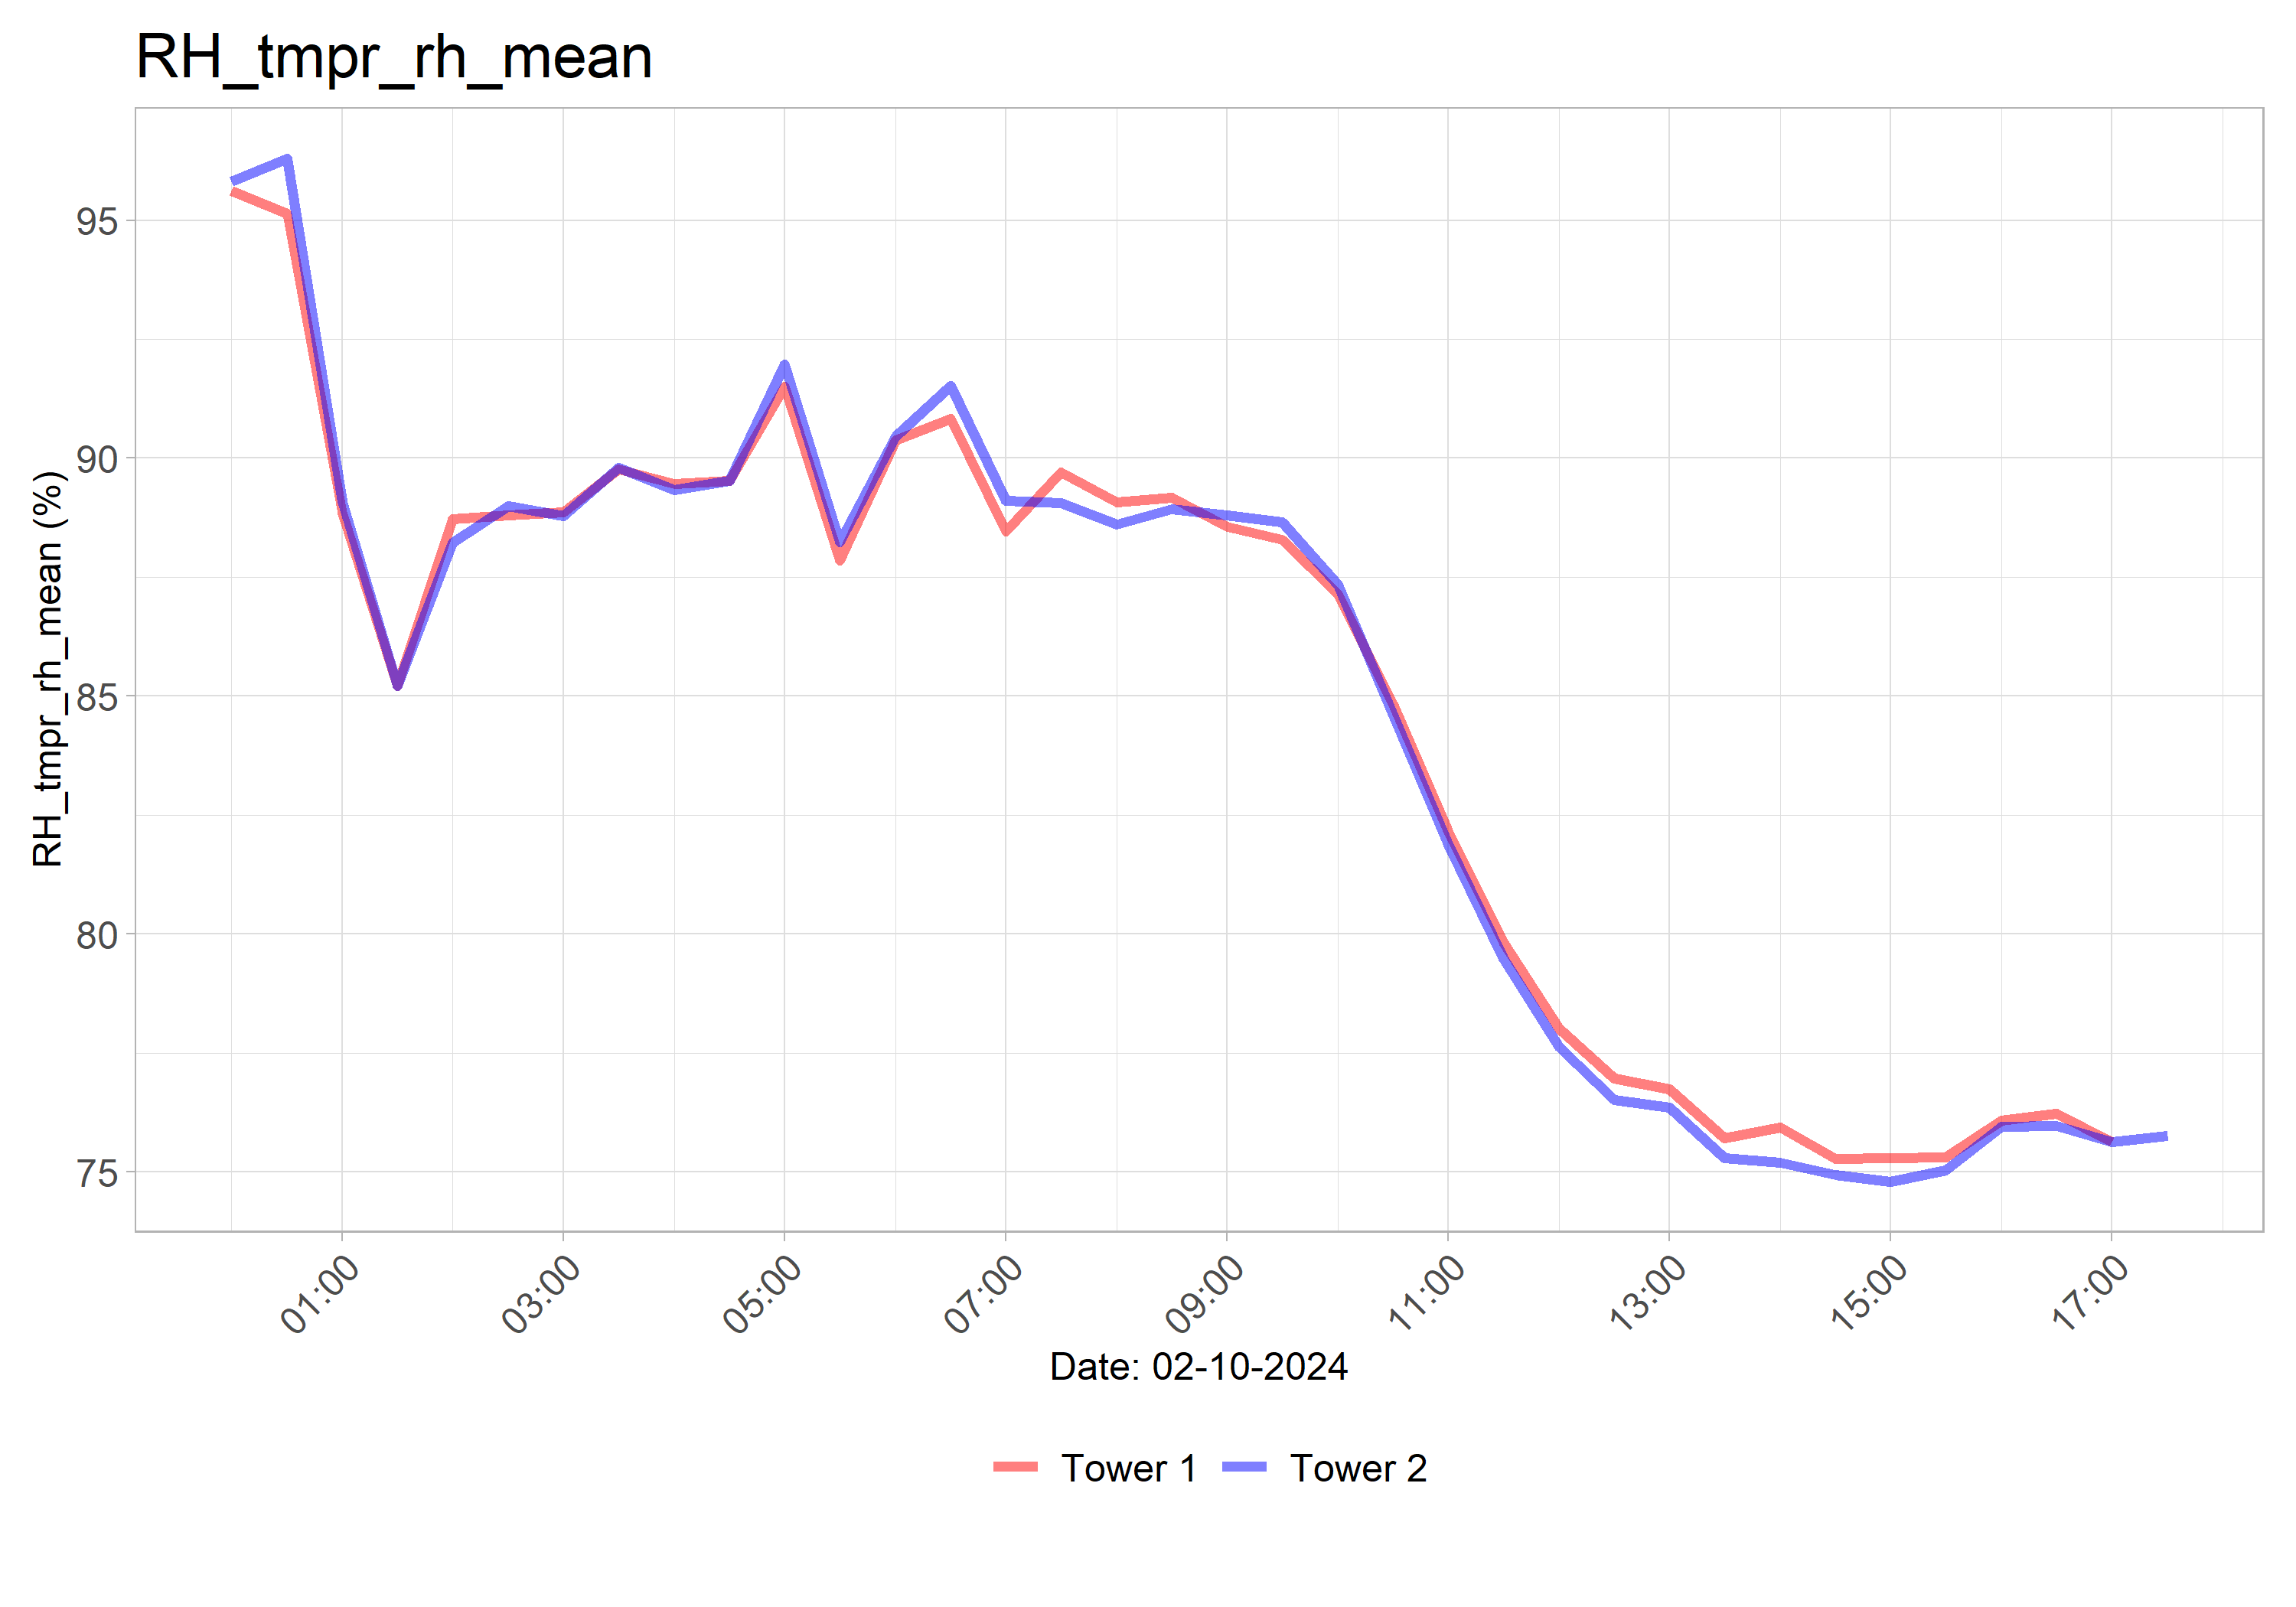 RH_tmpr_rh_mean
RH_tmpr_rh_mean (%)
95
90
85
80
75
01:00 03:00 05:00 07:00 09:00 11:00 13:00 15:00 17:00
Date: 02-10-2024
Tower 1 Tower 2